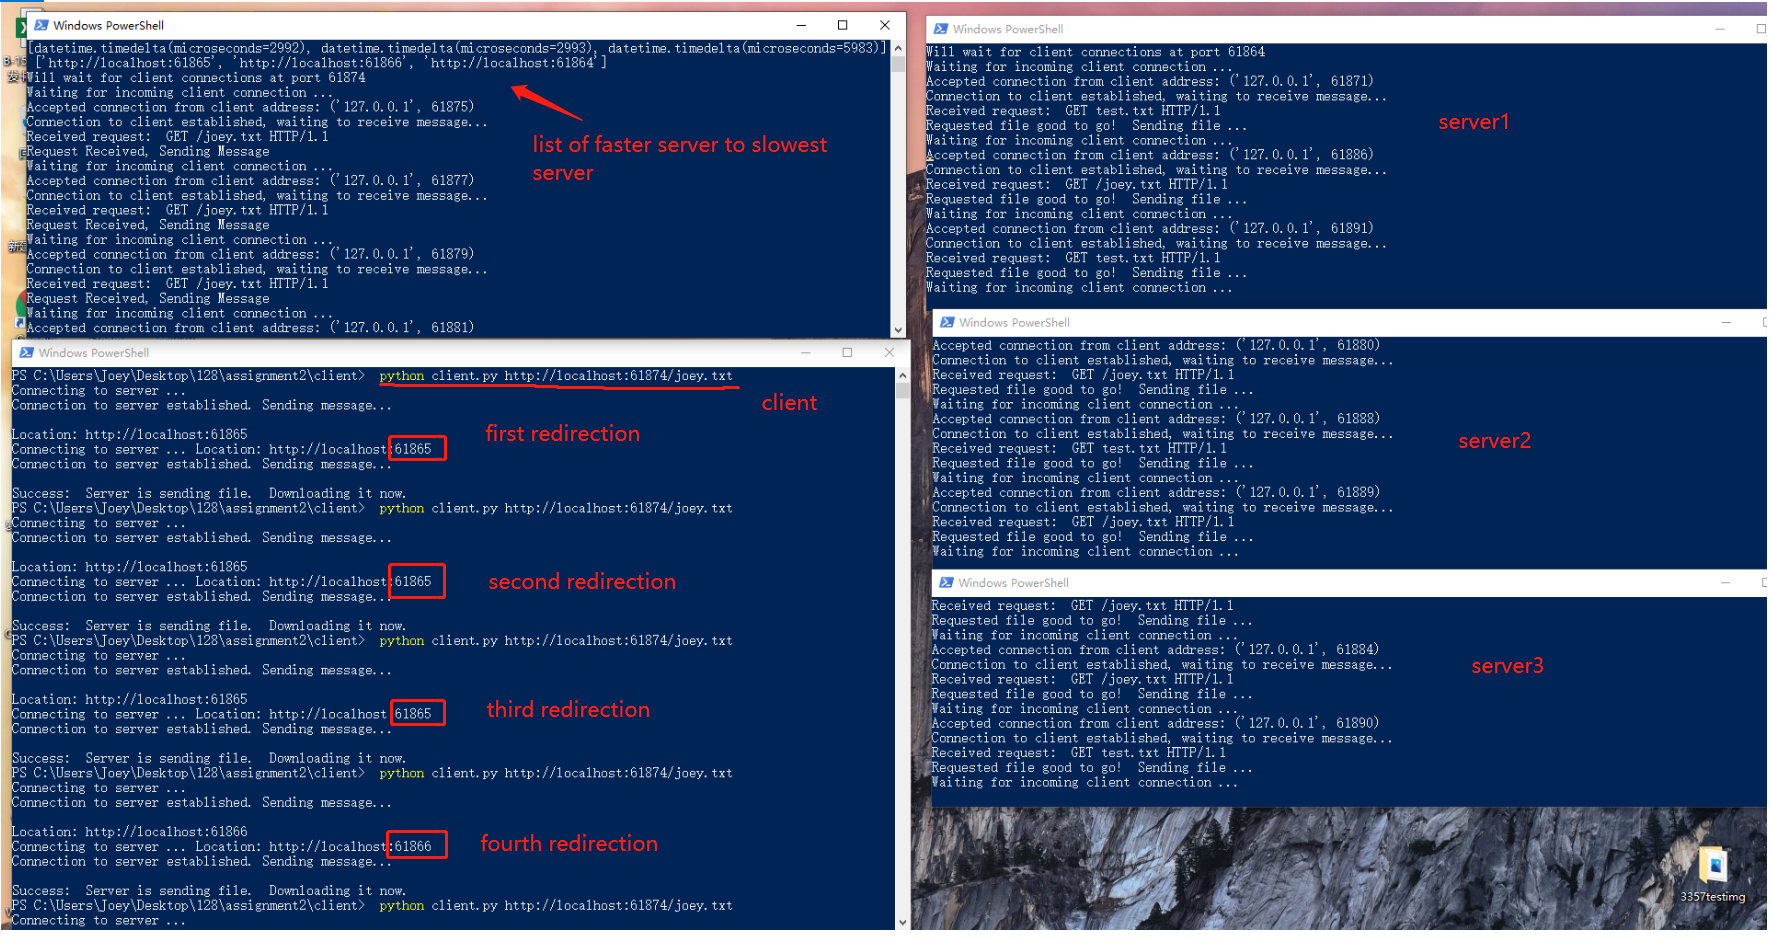 Windows PowerShell
[datetime.timedelta(microseconds=2992), datetime.timedelta(microseconds=2993), datetime.timedelta(microseconds=5983)]
['http://localhost:61865', 'http://localhost:61866', 'http://localhost:61864']
Will wait for client connections at port 61874
Waiting for incoming client connection ...
Accepted connection from client address: ('127.0.0.1', 61875)
Connection to client established, waiting to receive message...
Received request:  GET /joey.txt HTTP/1.1
Request Received, Sending Message
Waiting for incoming client connection ...
Accepted connection from client address: ('127.0.0.1', 61877)
Connection to client established, waiting to receive message...
Received request:  GET /joey.txt HTTP/1.1
Request Received, Sending Message
Waiting for incoming client connection ...
Accepted connection from client address: ('127.0.0.1', 61879)
Connection to client established, waiting to receive message...
Received request:  GET /joey.txt HTTP/1.1
Request Received, Sending Message
Waiting for incoming client connection ...
Accepted connection from client address: ('127.0.0.1', 61881)
list of faster server to slowest
server
Windows PowerShell
PS C:\Users\Joey\Desktop\128\assignment2\client>  python client.py http://localhost:61874/joey.txt
Connecting to server ...
Connection to server established. Sending message...
client
Location: http://localhost:61865
first redirection
Connecting to server ... Location: http://localhost:61865
Connection to server established. Sending message...
Success:  Server is sending file.  Downloading it now.
PS C:\Users\Joey\Desktop\128\assignment2\client>  python client.py http://localhost:61874/joey.txt
Connecting to server ...
Connection to server established. Sending message...
Location: http://localhost:61865
Connecting to server ... Location: http://localhost:61865
second redirection
Connection to server established. Sending message...
Success:  Server is sending file.  Downloading it now.
PS C:\Users\Joey\Desktop\128\assignment2\client>  python client.py http://localhost:61874/joey.txt
Connecting to server ...
Connection to server established. Sending message...
Location: http://localhost:61865
Connecting to server ... Location: http://localhost:61865
third redirection
Connection to server established. Sending message...
Success:  Server is sending file.  Downloading it now.
PS C:\Users\Joey\Desktop\128\assignment2\client>  python client.py http://localhost:61874/joey.txt
Connecting to server ...
Connection to server established. Sending message...
Location: http://localhost:61866
Connecting to server ... Location: http://localhost:61866
fourth redirection
Connection to server established. Sending message...
Success:  Server is sending file.  Downloading it now.
PS C:\Users\Joey\Desktop\128\assignment2\client>  python client.py http://localhost:61874/joey.txt
Connecting to server ...
Windows PowerShell
Will wait for client connections at port 61864
Waiting for incoming client connection ...
Accepted connection from client address: ('127.0.0.1', 61871)
Connection to client established, waiting to receive message...
Received request:  GET test.txt HTTP/1.1
Requested file good to go!  Sending file ...
Waiting for incoming client connection ...
Accepted connection from client address: ('127.0.0.1', 61886)
Connection to client established, waiting to receive message...
Received request:  GET /joey.txt HTTP/1.1
Requested file good to go!  Sending file ...
Waiting for incoming client connection ...
Accepted connection from client address: ('127.0.0.1', 61891)
Connection to client established, waiting to receive message...
Received request:  GET test.txt HTTP/1.1
Requested file good to go!  Sending file ...
Waiting for incoming client connection ...
server1
Windows PowerShell
Accepted connection from client address: ('127.0.0.1', 61880)
Connection to client established, waiting to receive message...
Received request:  GET /joey.txt HTTP/1.1
Requested file good to go!  Sending file ...
Waiting for incoming client connection ...
Accepted connection from client address: ('127.0.0.1', 61888)
Connection to client established, waiting to receive message...
Received request:  GET test.txt HTTP/1.1
Requested file good to go!  Sending file ...
Waiting for incoming client connection ...
Accepted connection from client address: ('127.0.0.1', 61889)
Connection to client established, waiting to receive message...
Received request:  GET /joey.txt HTTP/1.1
Requested file good to go!  Sending file ...
Waiting for incoming client connection ...
server2
Windows PowerShell
Received request:  GET /joey.txt HTTP/1.1
Requested file good to go!  Sending file ...
Waiting for incoming client connection ...
Accepted connection from client address: ('127.0.0.1', 61884)
Connection to client established, waiting to receive message...
Received request:  GET /joey.txt HTTP/1.1
Requested file good to go!  Sending file ...
Waiting for incoming client connection ...
Accepted connection from client address: ('127.0.0.1', 61890)
Connection to client established, waiting to receive message...
Received request:  GET test.txt HTTP/1.1
Requested file good to go!  Sending file ...
Waiting for incoming client connection ...
server3
3357testimg